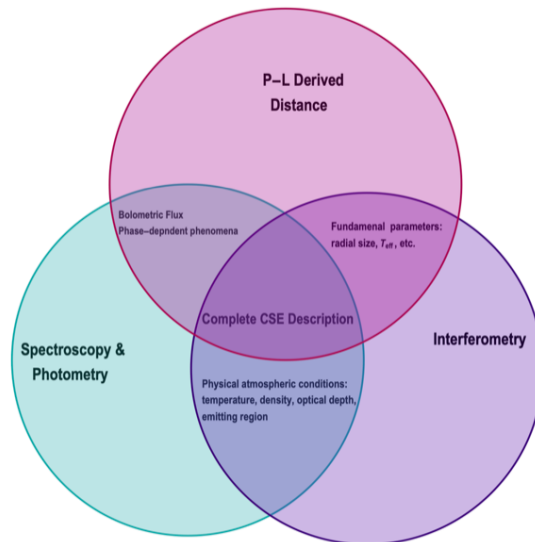 P–L Derived
Distance
Bolometric Flux
Phase–depndent phenomena
Fundamenal parameters:
radial size, Teff, etc.
Complete CSE Description
Interferometry
Spectroscopy &
Photometry
Physical atmospheric conditions:
temperature, density, optical depth,
emitting region